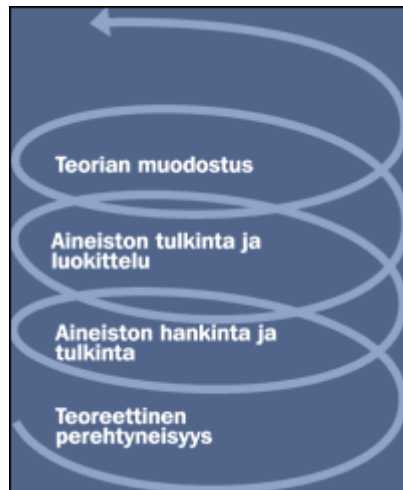 Teorian muodostus
Aineiston tulkinta ja
luokittelu
Aineiston hankinta ja
tulkinta
Teoreettinen
perehtyneisyys